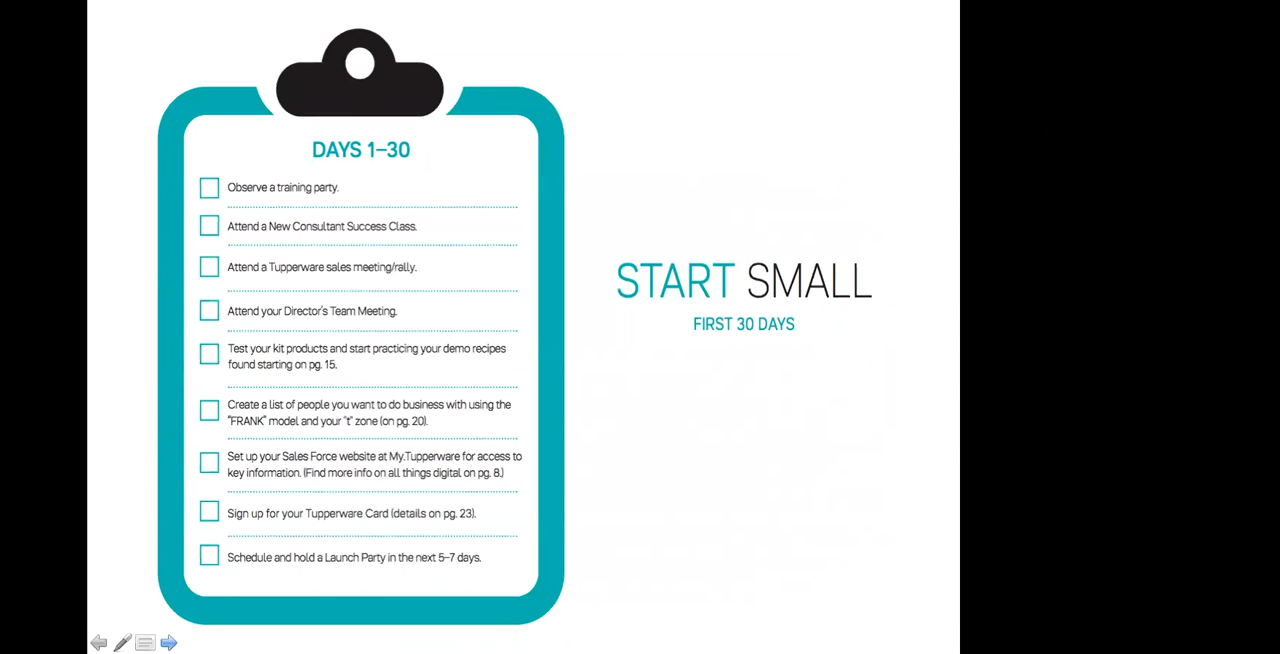 DAYS 1–30
Observe a training party.
Attend a New Consultant Success Class.
Attend a Tupperware sales meeting/rally.
Attend your Director's Team Meeting.
Test your kit products and start practicing your demo recipes
found starting on pg. 15.
Create a list of people you want to do business with using the
"FRANK" model and your "t" zone (on pg. 20).
Set up your Sales Force website at My.Tupperware for access to
key information. (Find more info on all things digital on pg. 8.)
Sign up for your Tupperware Card (details on pg. 23).
Schedule and hold a Launch Party in the next 5–7 days.
START SMALL
FIRST 30 DAYS